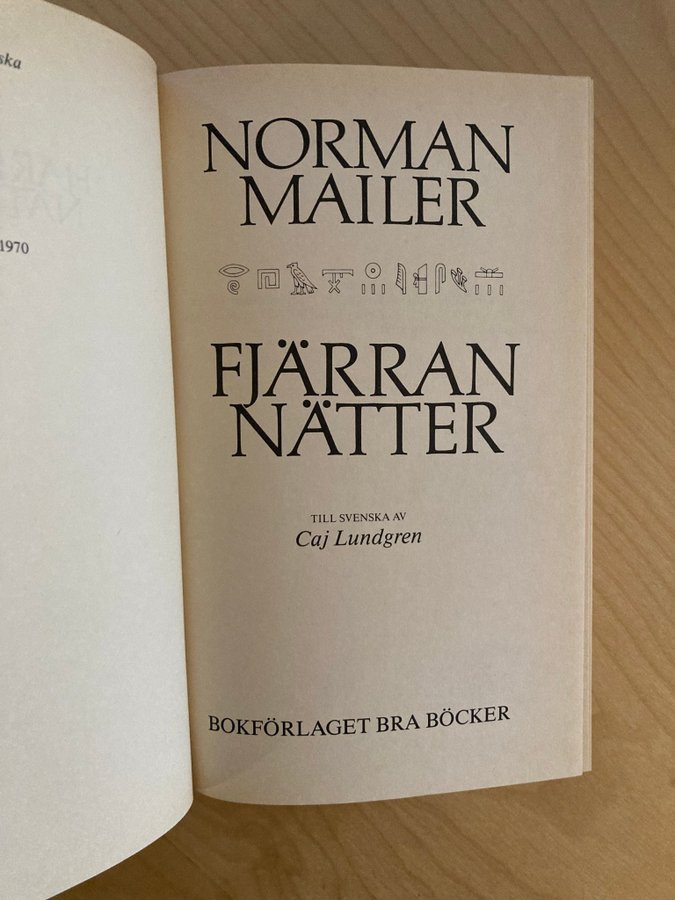 ska
1970
NORMAN
MAILER
FJÄRRAN
NÄTTER
TILL SVENSKA AV
Caj Lundgren
BOKFÖRLAGET BRA BÖCKER